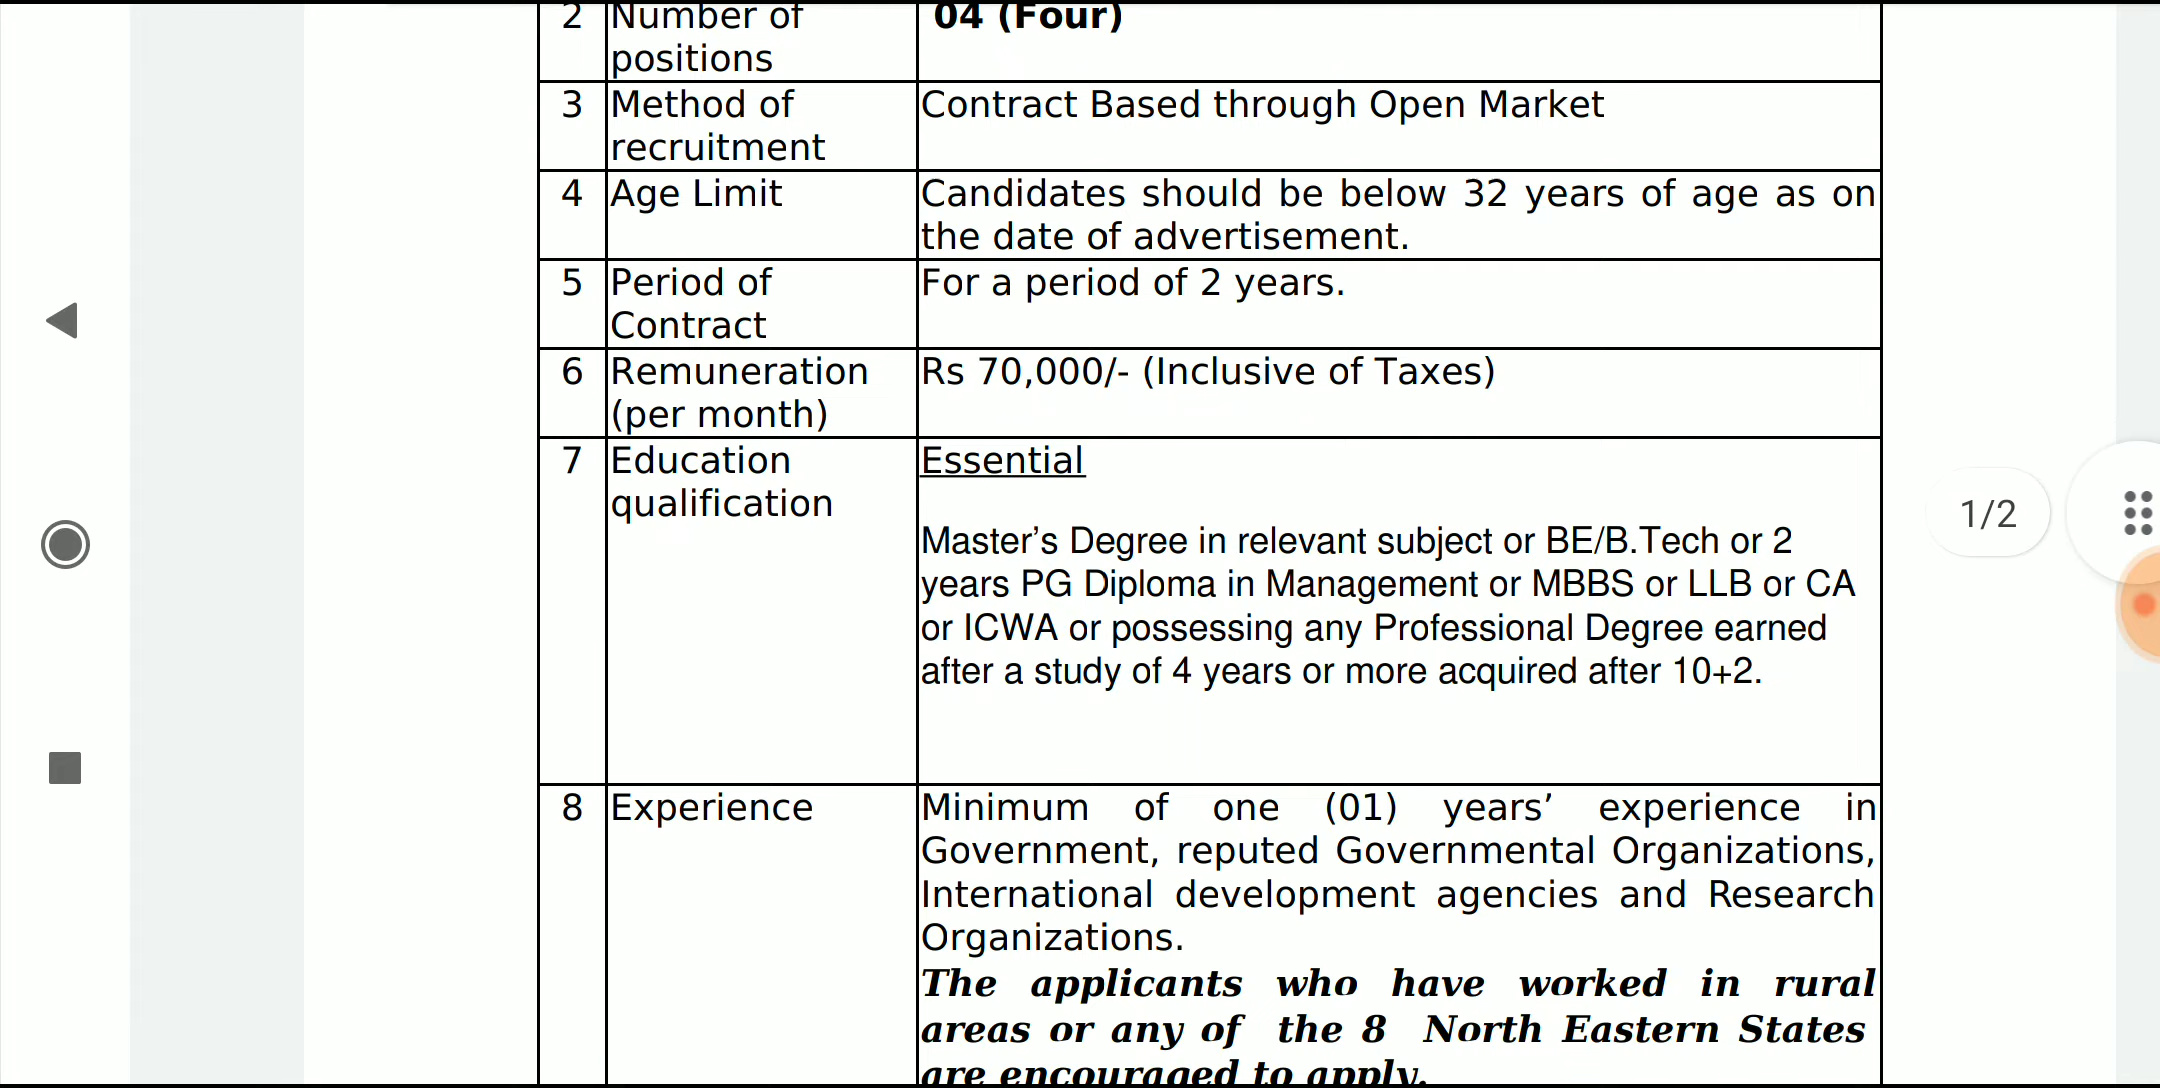 2 Number of positions 04 (Four)
3 Method of recruitment Contract Based through Open Market
4 Age Limit Candidates should be below 32 years of age as on
the date of advertisement.
5 Period of Contract For a period of 2 years.
6 Remuneration (per month) Rs 70,000/- (Inclusive of Taxes)
7 Education qualification Essential
Master’s Degree in relevant subject or BE/B.Tech or 2
years PG Diploma in Management or MBBS or LLB or CA
or ICWA or possessing any Professional Degree earned
after a study of 4 years or more acquired after 10+2.
1/2
8 Experience Minimum of one (01) years’ experience in
Government, reputed Governmental Organizations,
International development agencies and Research
Organizations.
The applicants who have worked in rural
areas or any of the 8 North Eastern States
are encouraged to apply.